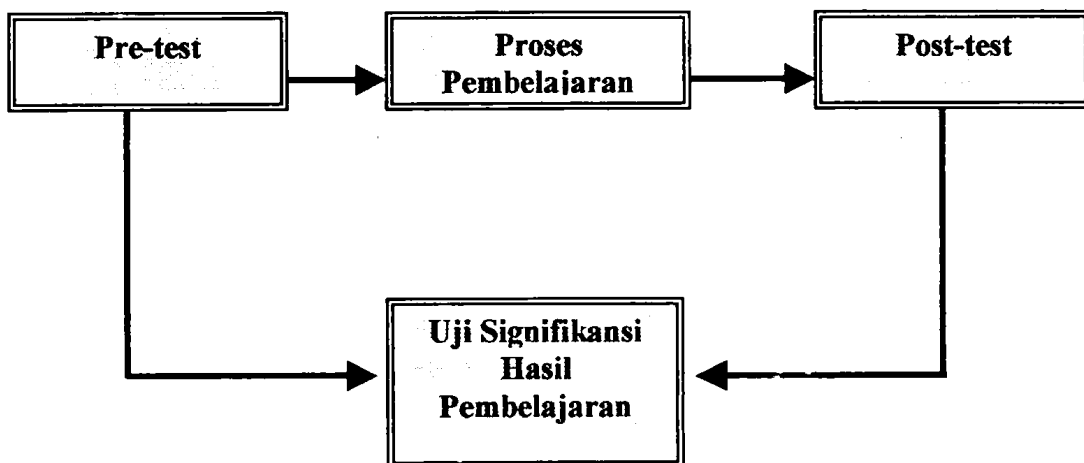 Pre-test
Proses
Pembelajaran
Post-test
Uji Signifikansi
Hasil
Pembelajaran